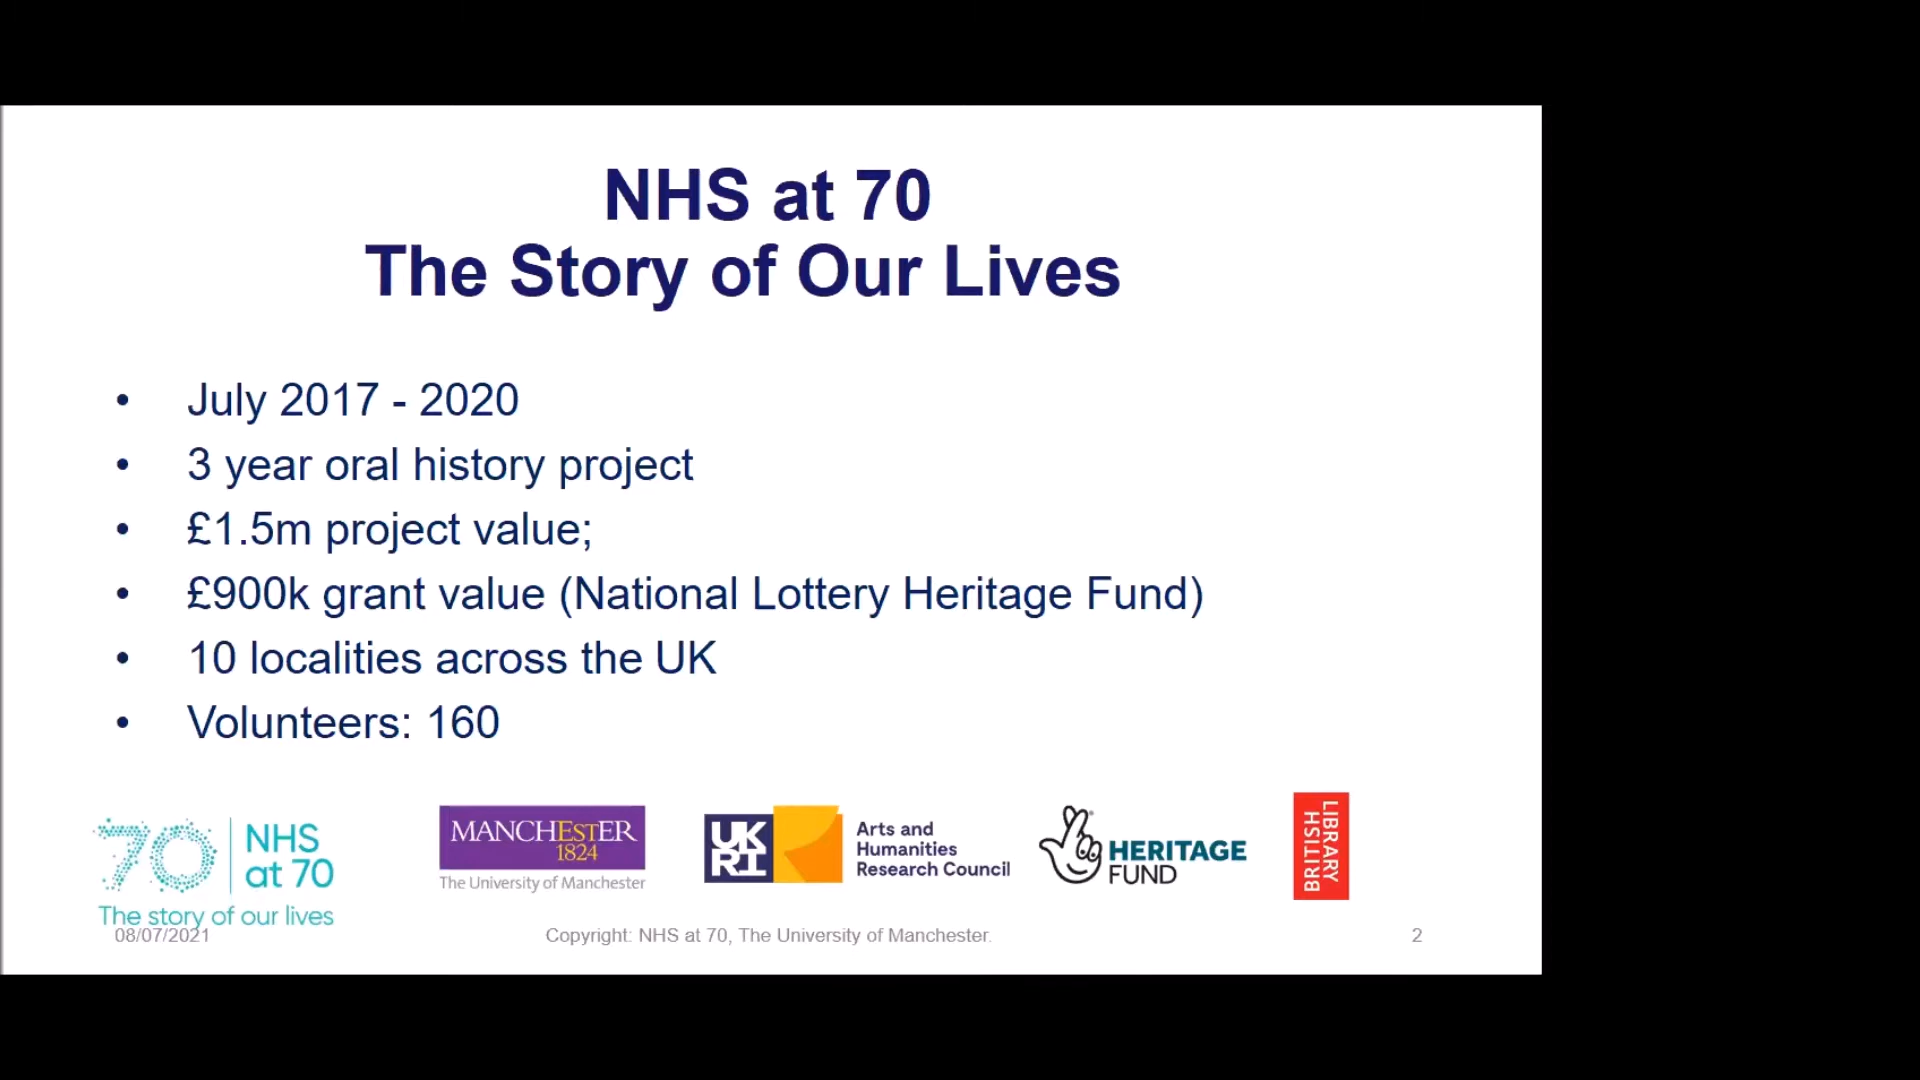 NHS at 70
The Story of Our Lives
• July 2017 - 2020
• 3 year oral history project
• £1.5m project value;
• £900k grant value (National Lottery Heritage Fund)
• 10 localities across the UK
• Volunteers: 160
70 NHS
at 70
The story of our lives
MANCHESTER
1824
The University of Manchester
UK
RI
Arts and
Humanities
Research Council
HERITAGE
FUND
LIBRARY
BRITISH
08/07/2021
Copyright: NHS at 70, The University of Manchester.
2